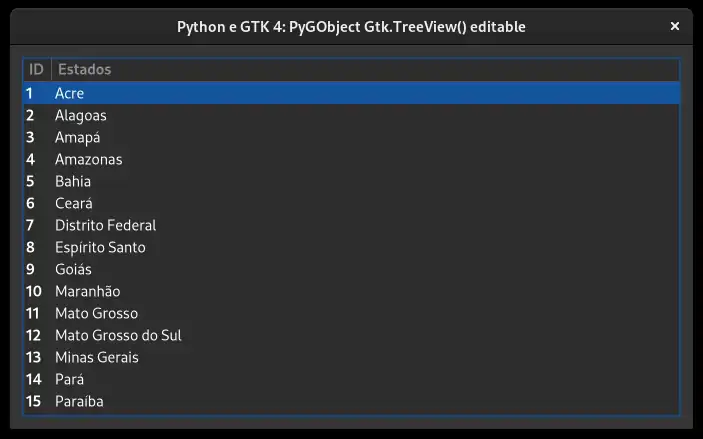 Python e GTK 4: PyGObject Gtk.TreeView() editable ×
ID Estados
1 Acre
2 Alagoas
3 Amapá
4 Amazonas
5 Bahia
6 Ceará
7 Distrito Federal
8 Espírito Santo
9 Goiás
10 Maranhão
11 Mato Grosso
12 Mato Grosso do Sul
13 Minas Gerais
14 Pará
15 Paraíba